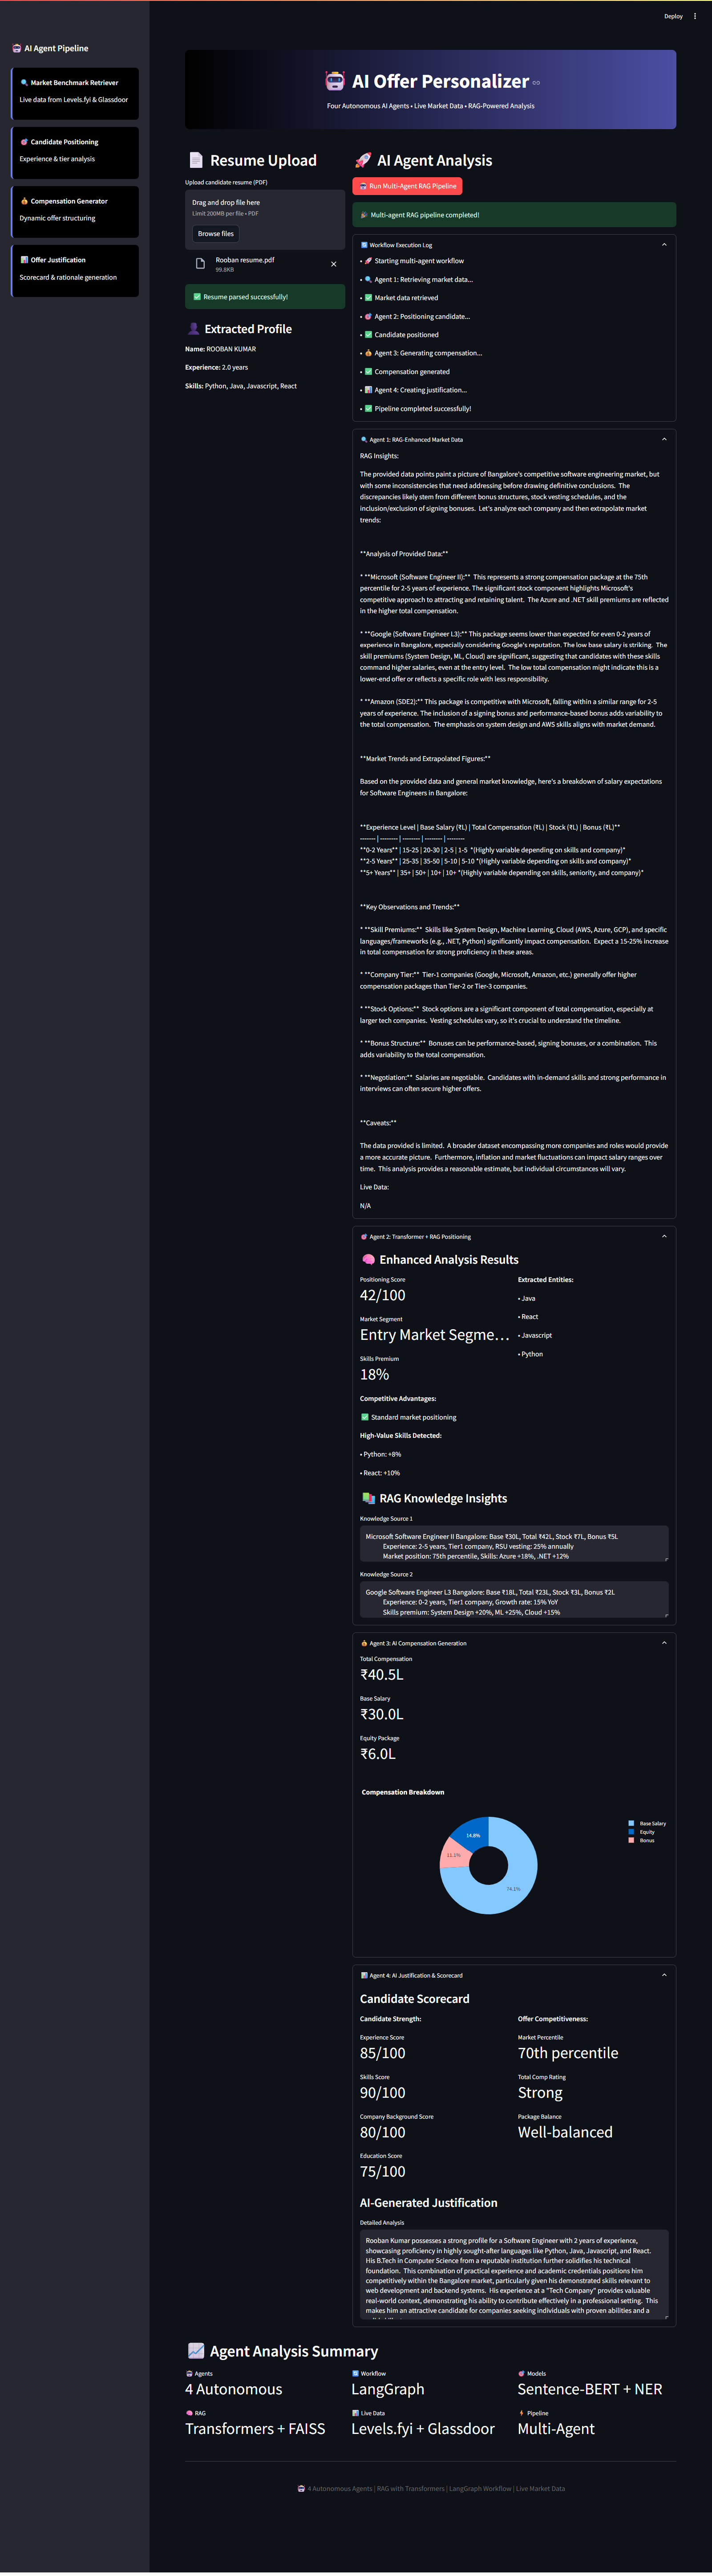 Deploy
AI Agent Pipeline
Market Benchmark Retriever
Live data from Levels.fyi & Glassdoor
Candidate Positioning
Experience & tier analysis
Compensation Generator
Dynamic offer structuring
Offer Justification
Scorecard & rationale generation
AI Offer Personalizer
Four Autonomous AI Agents • Live Market Data • RAG-Powered Analysis
Resume Upload
Upload candidate resume (PDF)
Drag and drop file here
Limit 200MB per file • PDF
Browse files
Rooban resume.pdf
99.8KB
Resume parsed successfully!
Extracted Profile
Name: ROOBAN KUMAR
Experience: 2.0 years
Skills: Python, Java, Javascript, React
AI Agent Analysis
Run Multi-Agent RAG Pipeline
Multi-agent RAG pipeline completed!
Workflow Execution Log
• Starting multi-agent workflow
• Agent 1: Retrieving market data...
• Market data retrieved
• Agent 2: Positioning candidate...
• Candidate positioned
• Agent 3: Generating compensation...
• Compensation generated
• Agent 4: Creating justification...
• Pipeline completed successfully!
Agent 1: RAG-Enhanced Market Data
RAG Insights:
The provided data points paint a picture of Bangalore's competitive software engineering market, but
with some inconsistencies that need addressing before drawing definitive conclusions. The
discrepancies likely stem from different bonus structures, stock vesting schedules, and the
inclusion/exclusion of signing bonuses. Let's analyze each company and then extrapolate market
trends:
**Analysis of Provided Data:**
* **Microsoft (Software Engineer II):** This represents a strong compensation package at the 75th
percentile for 2-5 years of experience. The significant stock component highlights Microsoft's
competitive approach to attracting and retaining talent. The Azure and .NET skill premiums are reflected
in the higher total compensation.
* **Google (Software Engineer L3):** This package seems lower than expected for even 0-2 years of
experience in Bangalore, especially considering Google's reputation. The low base salary is striking. The
skill premiums (System Design, ML, Cloud) are significant, suggesting that candidates with these skills
command higher salaries, even at the entry level. The low total compensation might indicate this is a
lower-end offer or reflects a specific role with less responsibility.
* **Amazon (SDE2):** This package is competitive with Microsoft, falling within a similar range for 2-5
years of experience. The inclusion of a signing bonus and performance-based bonus adds variability to
the total compensation. The emphasis on system design and AWS skills aligns with market demand.
**Market Trends and Extrapolated Figures:**
Based on the provided data and general market knowledge, here's a breakdown of salary expectations
for Software Engineers in Bangalore:
**Experience Level | Base Salary (₹L) | Total Compensation (₹L) | Stock (₹L) | Bonus (₹L)**
------- | -------- | -------- | -------- | --------
**0-2 Years** | 15-25 | 20-30 | 2-5 | 1-5 *(Highly variable depending on skills and company)*
**2-5 Years** | 25-35 | 35-50 | 5-10 | 5-10 *(Highly variable depending on skills and company)*
**5+ Years** | 35+ | 50+ | 10+ | 10+ *(Highly variable depending on skills, seniority, and company)*
**Key Observations and Trends:**
* **Skill Premiums:** Skills like System Design, Machine Learning, Cloud (AWS, Azure, GCP), and specific
languages/frameworks (e.g., .NET, Python) significantly impact compensation. Expect a 15-25% increase
in total compensation for strong proficiency in these areas.
* **Company Tier:** Tier-1 companies (Google, Microsoft, Amazon, etc.) generally offer higher
compensation packages than Tier-2 or Tier-3 companies.
* **Stock Options:** Stock options are a significant component of total compensation, especially at
larger tech companies. Vesting schedules vary, so it's crucial to understand the timeline.
* **Bonus Structure:** Bonuses can be performance-based, signing bonuses, or a combination. This
adds variability to the total compensation.
* **Negotiation:** Salaries are negotiable. Candidates with in-demand skills and strong performance in
interviews can often secure higher offers.
**Caveats:**
The data provided is limited. A broader dataset encompassing more companies and roles would provide
a more accurate picture. Furthermore, inflation and market fluctuations can impact salary ranges over
time. This analysis provides a reasonable estimate, but individual circumstances will vary.
Live Data:
N/A
Agent 2: Transformer + RAG Positioning
Enhanced Analysis Results
Positioning Score
42/100
Market Segment
Entry Market Segme...
Skills Premium
18%
Extracted Entities:
• Java
• React
• Javascript
• Python
Competitive Advantages:
Standard market positioning
High-Value Skills Detected:
• Python: +8%
• React: +10%
RAG Knowledge Insights
Knowledge Source 1
Microsoft Software Engineer II Bangalore: Base ₹30L, Total ₹42L, Stock ₹7L, Bonus ₹5L
Experience: 2-5 years, Tier1 company, RSU vesting: 25% annually
Market position: 75th percentile, Skills: Azure +18%, .NET +12%
Knowledge Source 2
Google Software Engineer L3 Bangalore: Base ₹18L, Total ₹23L, Stock ₹3L, Bonus ₹2L
Experience: 0-2 years, Tier1 company, Growth rate: 15% YoY
Skills premium: System Design +20%, ML +25%, Cloud +15%
Agent 3: AI Compensation Generation
Total Compensation
₹40.5L
Base Salary
₹30.0L
Equity Package
₹6.0L
Compensation Breakdown
14.8%
11.1%
74.1%
Base Salary
Equity
Bonus
Agent 4: AI Justification & Scorecard
Candidate Scorecard
Candidate Strength:
Experience Score
85/100
Skills Score
90/100
Company Background Score
80/100
Education Score
75/100
Offer Competitiveness:
Market Percentile
70th percentile
Total Comp Rating
Strong
Package Balance
Well-balanced
AI-Generated Justification
Detailed Analysis
Rooban Kumar possesses a strong profile for a Software Engineer with 2 years of experience,
showcasing proficiency in highly sought-after languages like Python, Java, Javascript, and React.
His B.Tech in Computer Science from a reputable institution further solidifies his technical
foundation. This combination of practical experience and academic credentials positions him
competitively within the Bangalore market, particularly given his demonstrated skills relevant to
web development and backend systems. His experience at a "Tech Company" provides valuable
real-world context, demonstrating his ability to contribute effectively in a professional setting. This
makes him an attractive candidate for companies seeking individuals with proven abilities and a
Agent Analysis Summary
Agents
4 Autonomous
Workflow
LangGraph
Models
Sentence-BERT + NER
RAG
Transformers + FAISS
Live Data
Levels.fyi + Glassdoor
Pipeline
Multi-Agent
4 Autonomous Agents | RAG with Transformers | LangGraph Workflow | Live Market Data